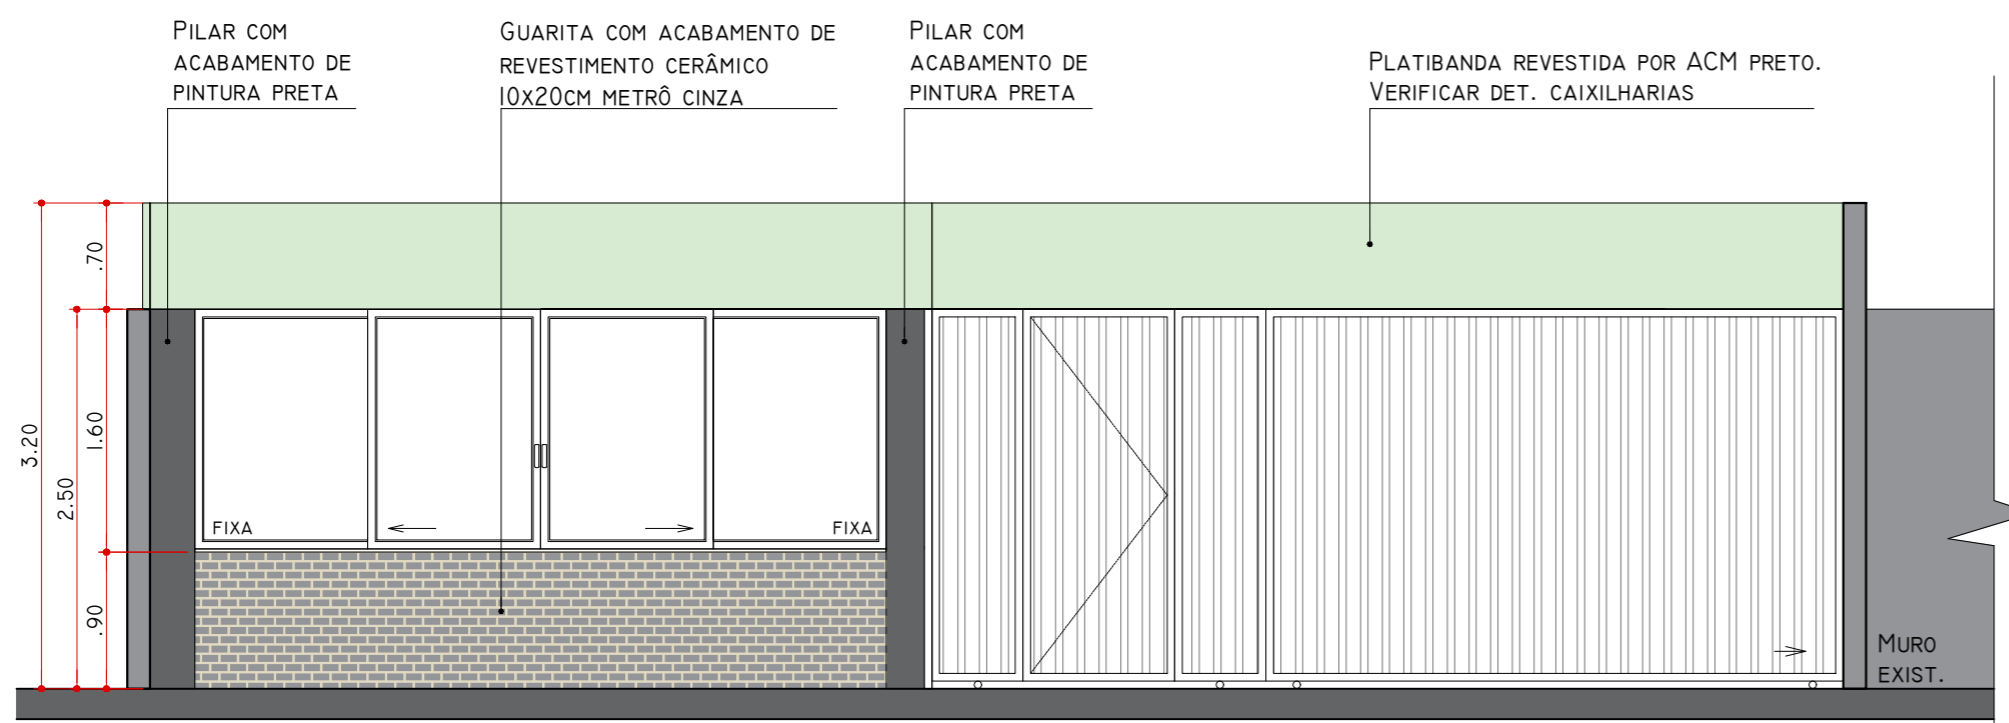 PILAR COM
ACABAMENTO DE
PINTURA PRETA
GUARITA COM ACABAMENTO DE
REVESTIMENTO CERÂMICO
10X20CM METRÔ CINZA
PILAR COM
ACABAMENTO DE
PINTURA PRETA
PLATIBANDA REVESTIDA POR ACM PRETO.
VERIFICAR DET. CAIXILHARIAS
.70
3.20
1.60
2.50
.90
FIXA
FIXA
MURO
EXIST.